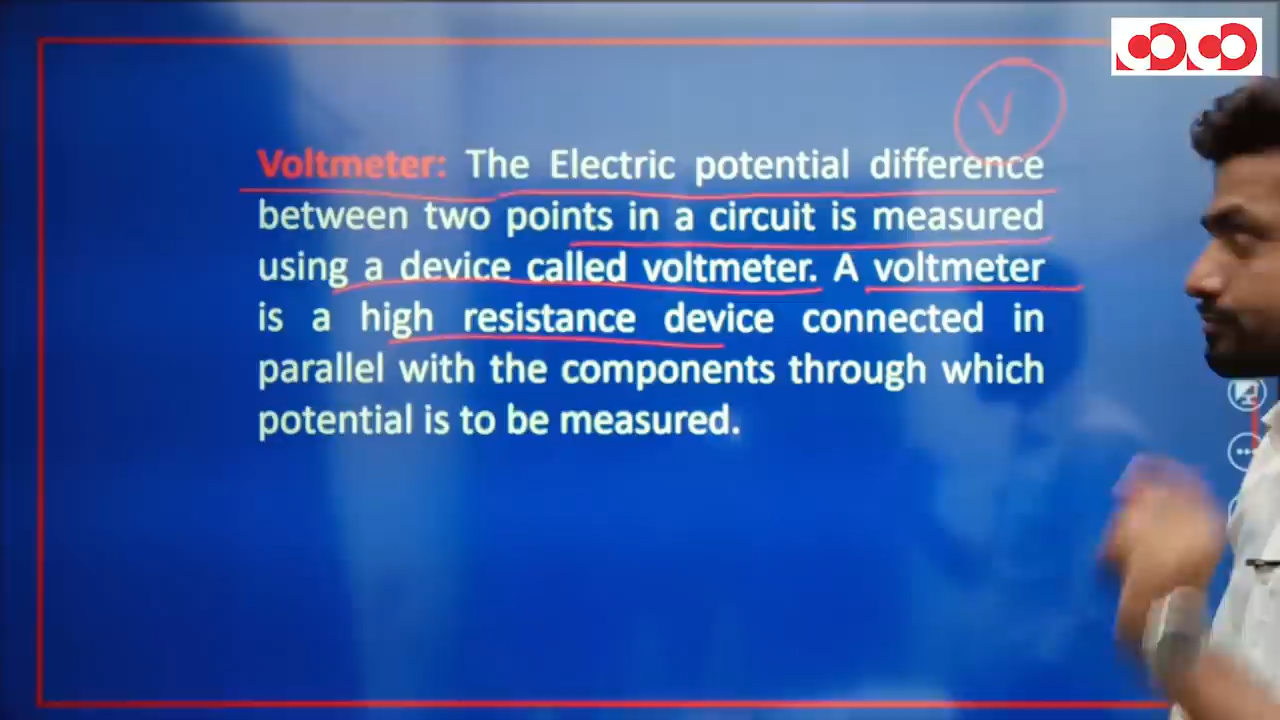 V
Voltmeter: The Electric potential difference
between two points in a circuit is measured
using a device called voltmeter. A voltmeter
is a high resistance device connected in
parallel with the components through which
potential is to be measured.